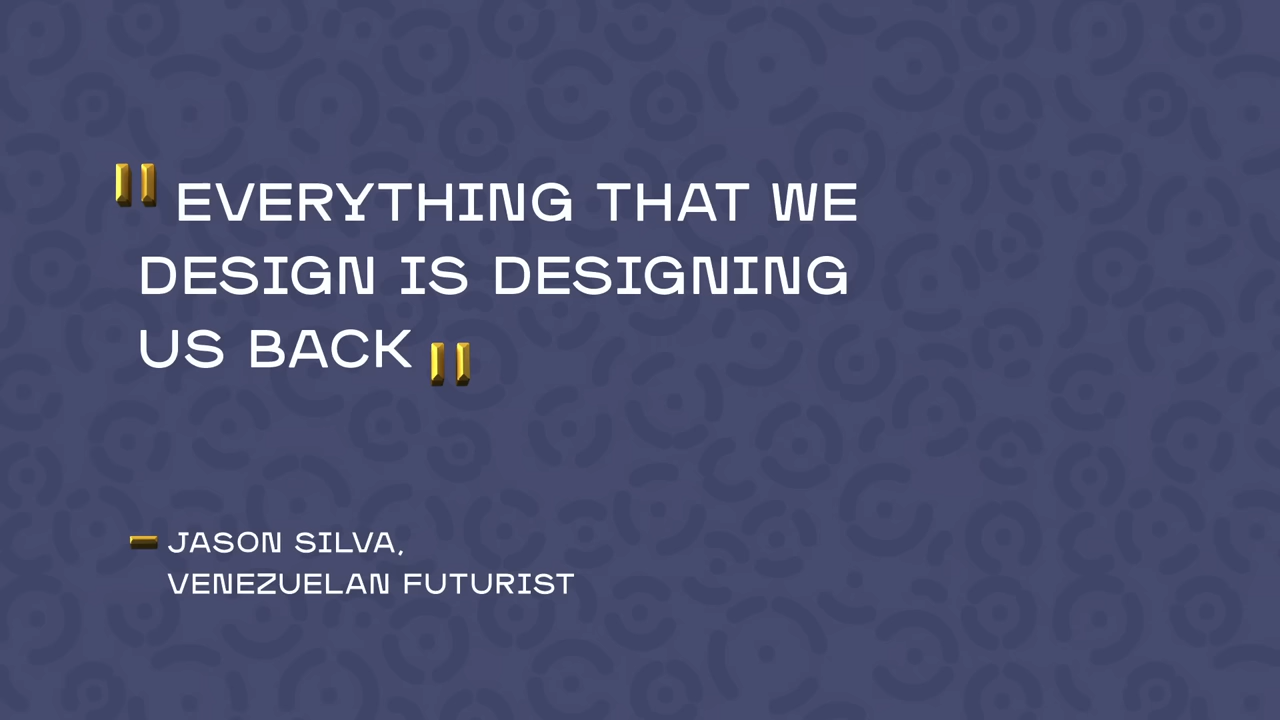 "EVERYTHING THAT WE
DESIGN IS DESIGNING
US BACK"
— JASON SILVA,
VENEZUELAN FUTURIST